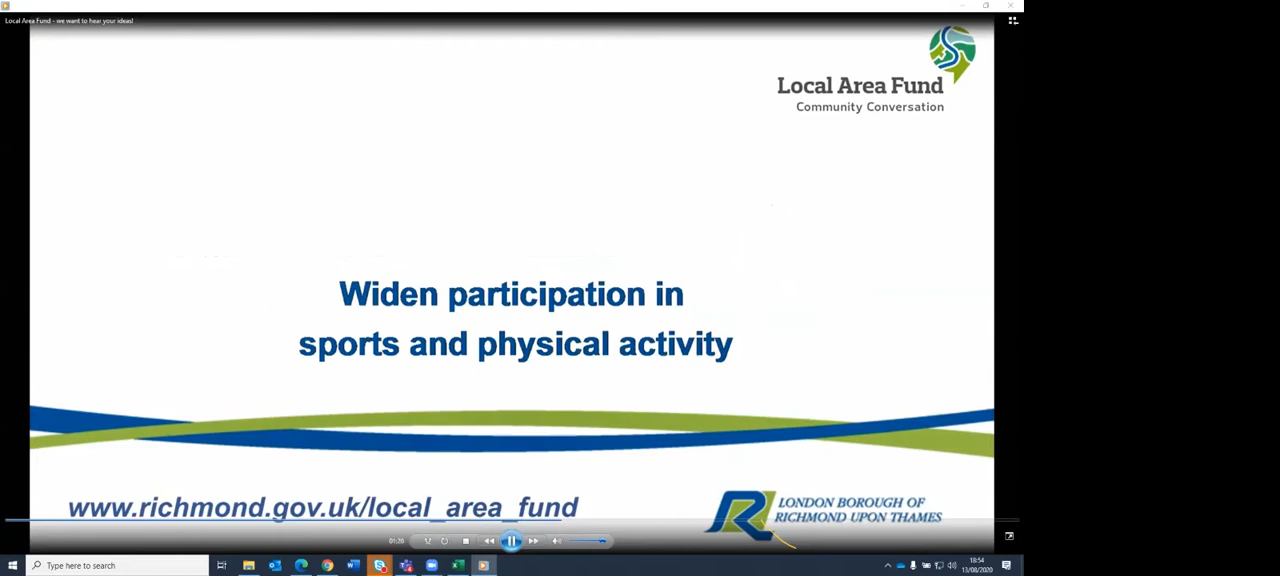 Local Area Fund - we want to hear your ideas!
Local Area Fund
Community Conversation
Widen participation in
sports and physical activity
www.richmond.gov.uk/local_area_fund
LONDON BOROUGH OF
RICHMOND UPON THAMES
01:20
Type here to search
18:54
13/08/2020